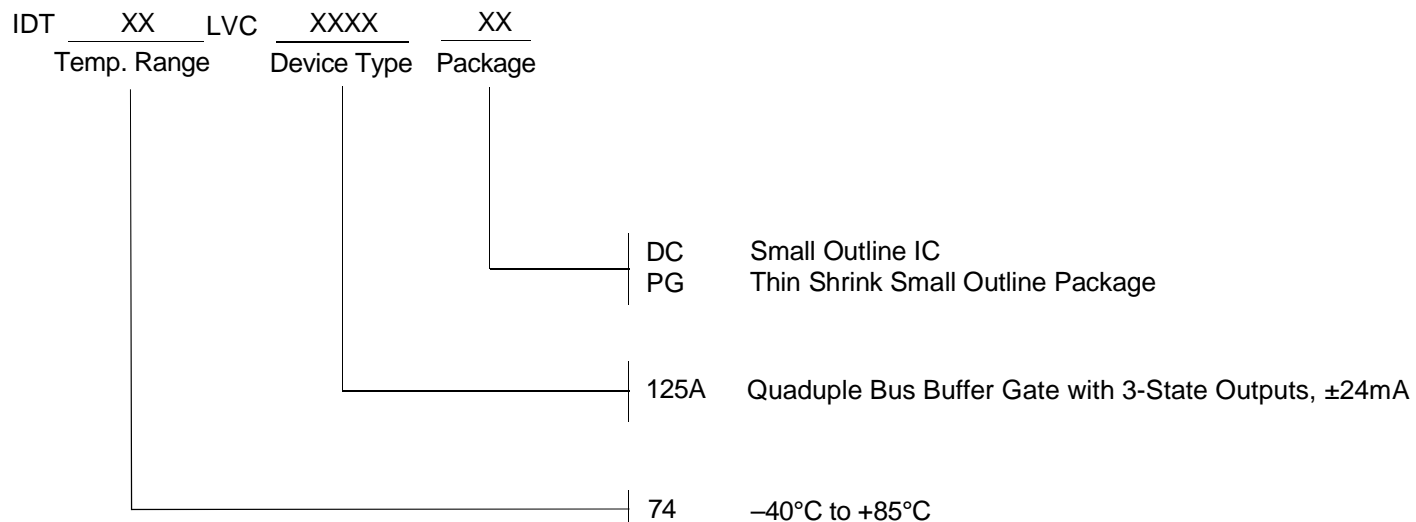 IDT XX LVC XXXX XX
Temp. Range Device Type Package
DC Small Outline IC
PG Thin Shrink Small Outline Package
125A Quaduple Bus Buffer Gate with 3-State Outputs, ±24mA
74 –40°C to +85°C